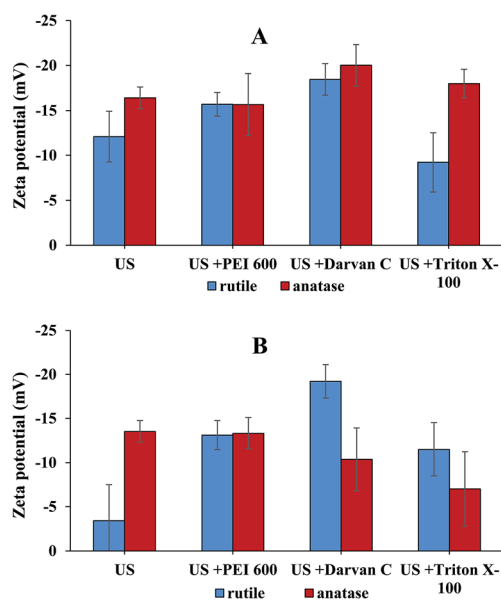 A
Zeta potential (mV)
-25
-20
-15
-10
-5
0
US
US +PEI 600
US +Darvan C
US +Triton X-
100
rutile
anatase
B
Zeta potential (mV)
-25
-20
-15
-10
-5
0
US
US +PEI 600
US +Darvan C
US +Triton X-
100
rutile
anatase